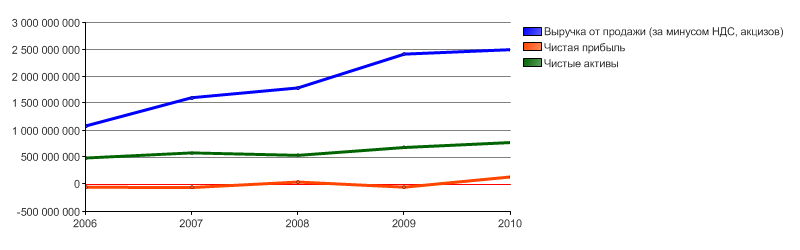 3 000 000 000
2 500 000 000
2 000 000 000
1 500 000 000
1 000 000 000
500 000 000
0
-500 000 000
2006 2007 2008 2009 2010
Выручка от продажи (за минусом НДС, акцизов)
Чистая прибыль
Чистые активы